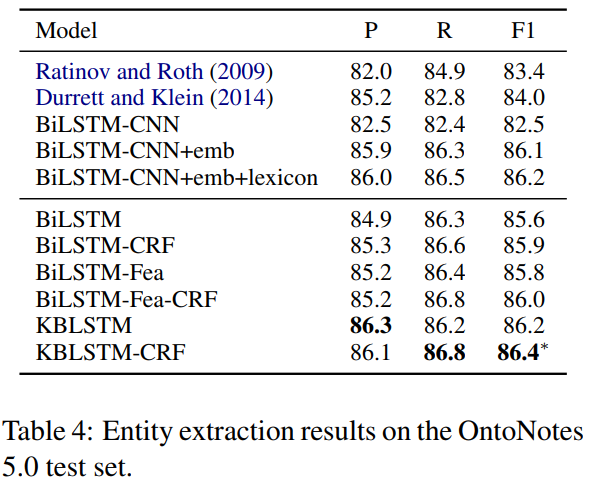 Model P R F1
Ratinov and Roth (2009) 82.0 84.9 83.4
Durrett and Klein (2014) 85.2 82.8 84.0
BiLSTM-CNN 82.5 82.4 82.5
BiLSTM-CNN+emb 85.9 86.3 86.1
BiLSTM-CNN+emb+lexicon 86.0 86.5 86.2
BiLSTM 84.9 86.3 85.6
BiLSTM-CRF 85.3 86.6 85.9
BiLSTM-Fea 85.2 86.4 85.8
BiLSTM-Fea-CRF 85.2 86.8 86.0
KBLSTM 86.3 86.2 86.2
KBLSTM-CRF 86.1 86.8 86.4*
Table 4: Entity extraction results on the OntoNotes
5.0 test set.